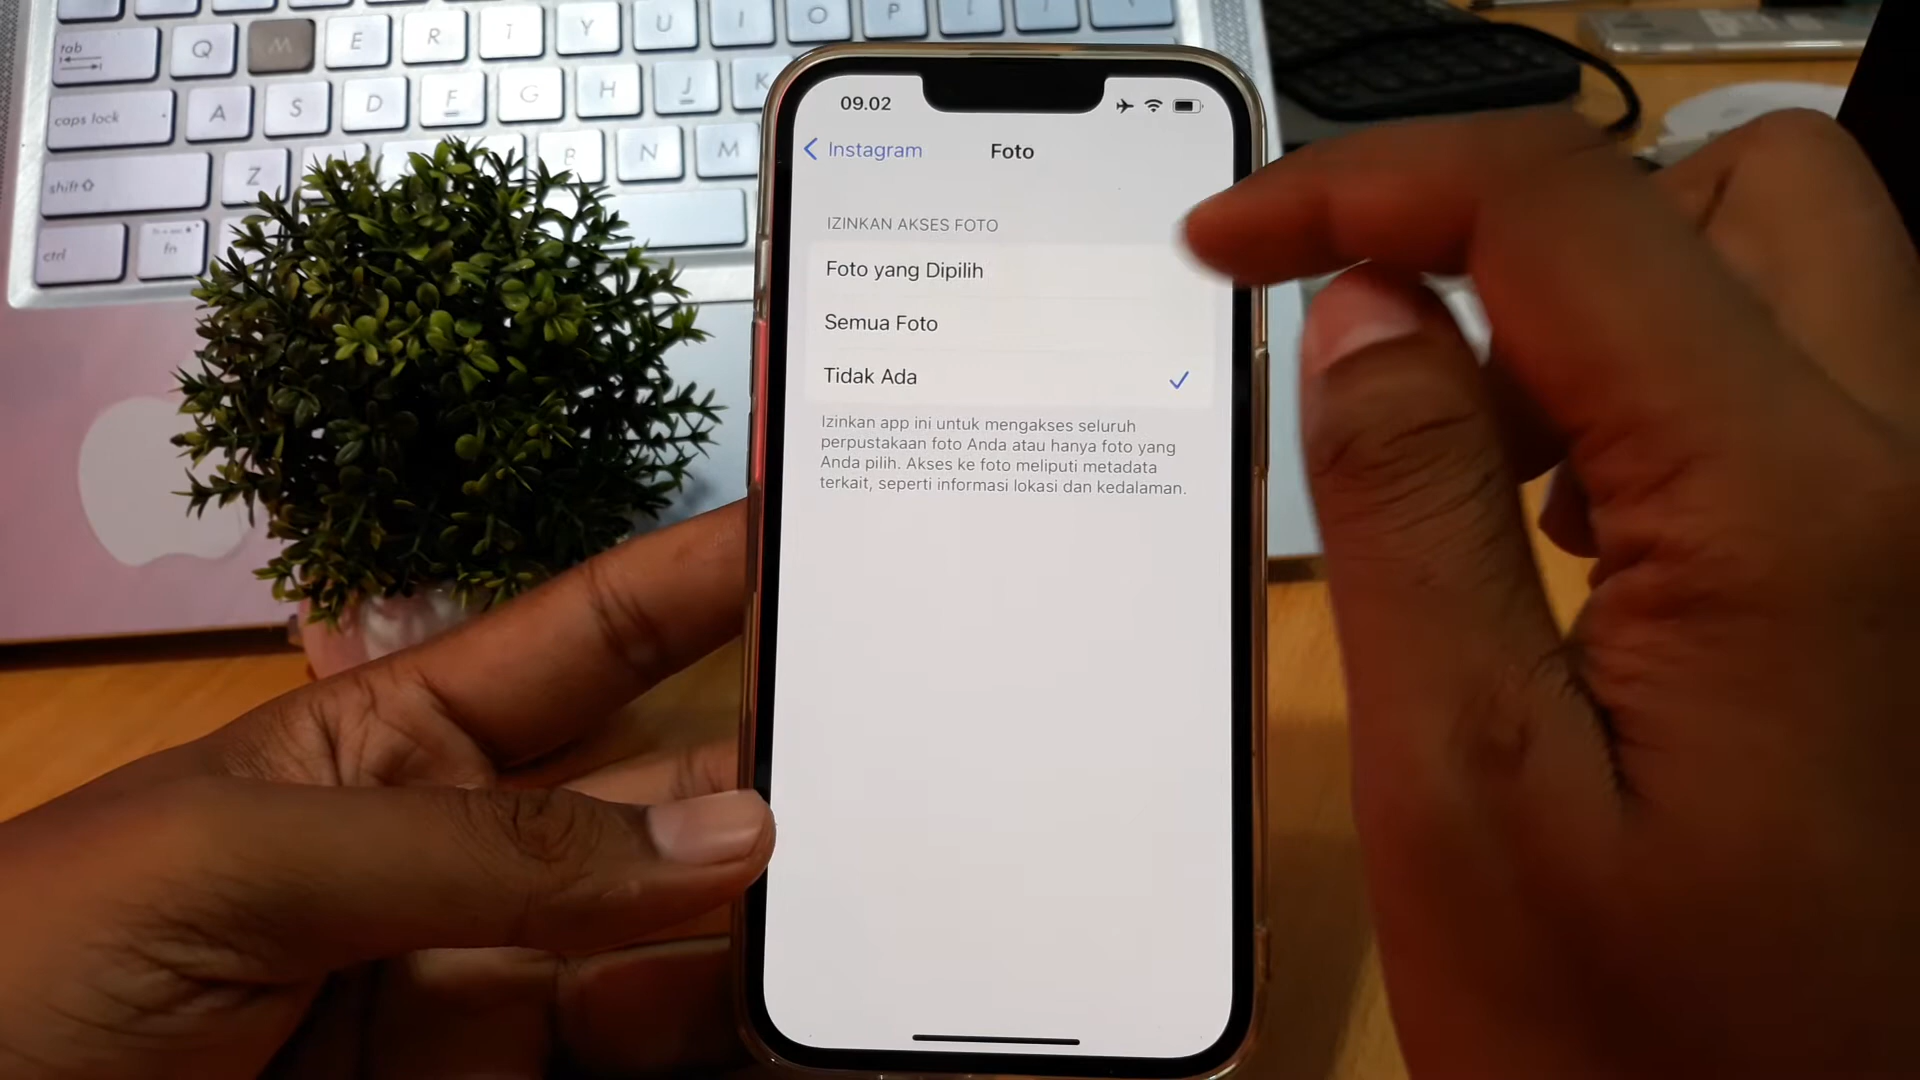 tab Q W E R T Y U I O P
caps lock A S D F G H J K
shift Z B N M
ctrl fn
09.02
Instagram Foto
IZINKAN AKSES FOTO
Foto yang Dipilih
Semua Foto
Tidak Ada
Izinkan app ini untuk mengakses seluruh
perpustakaan foto Anda atau hanya foto yang
Anda pilih. Akses ke foto meliputi metadata
terkait, seperti informasi lokasi dan kedalaman.